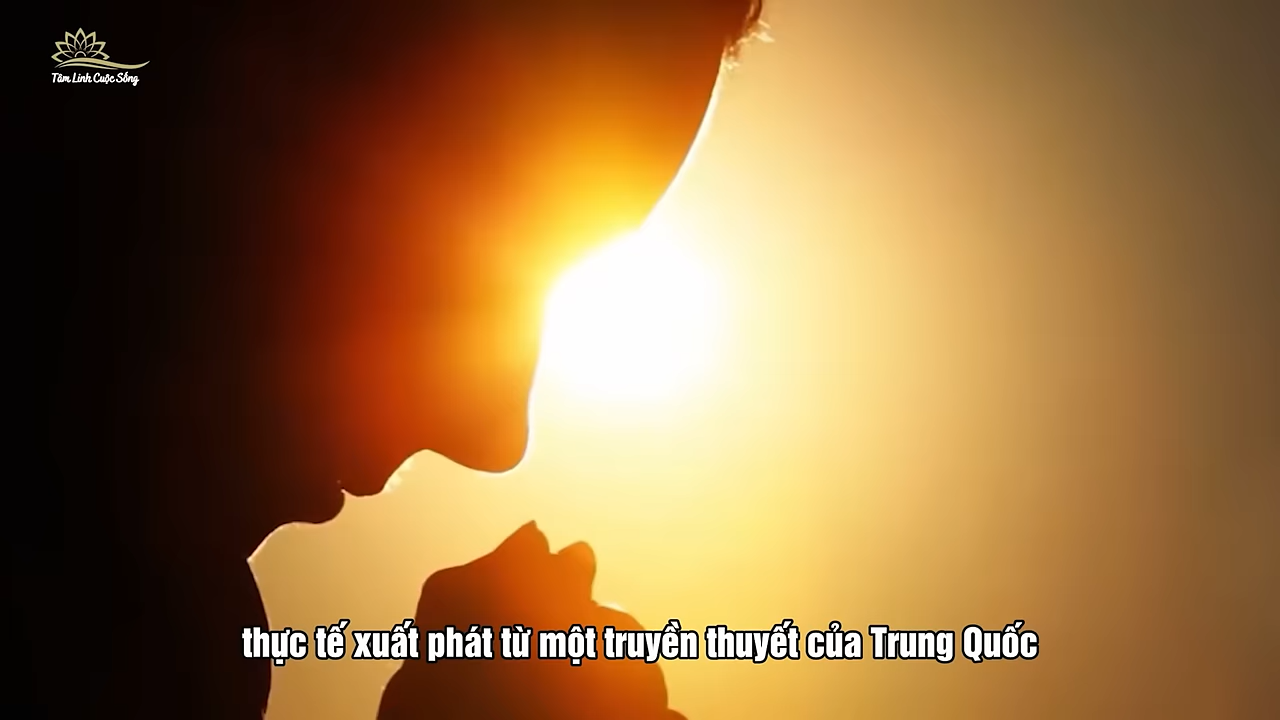 Tâm Linh Cuộc Sống
thực tế xuất phát từ một truyền thuyết của Trung Quốc